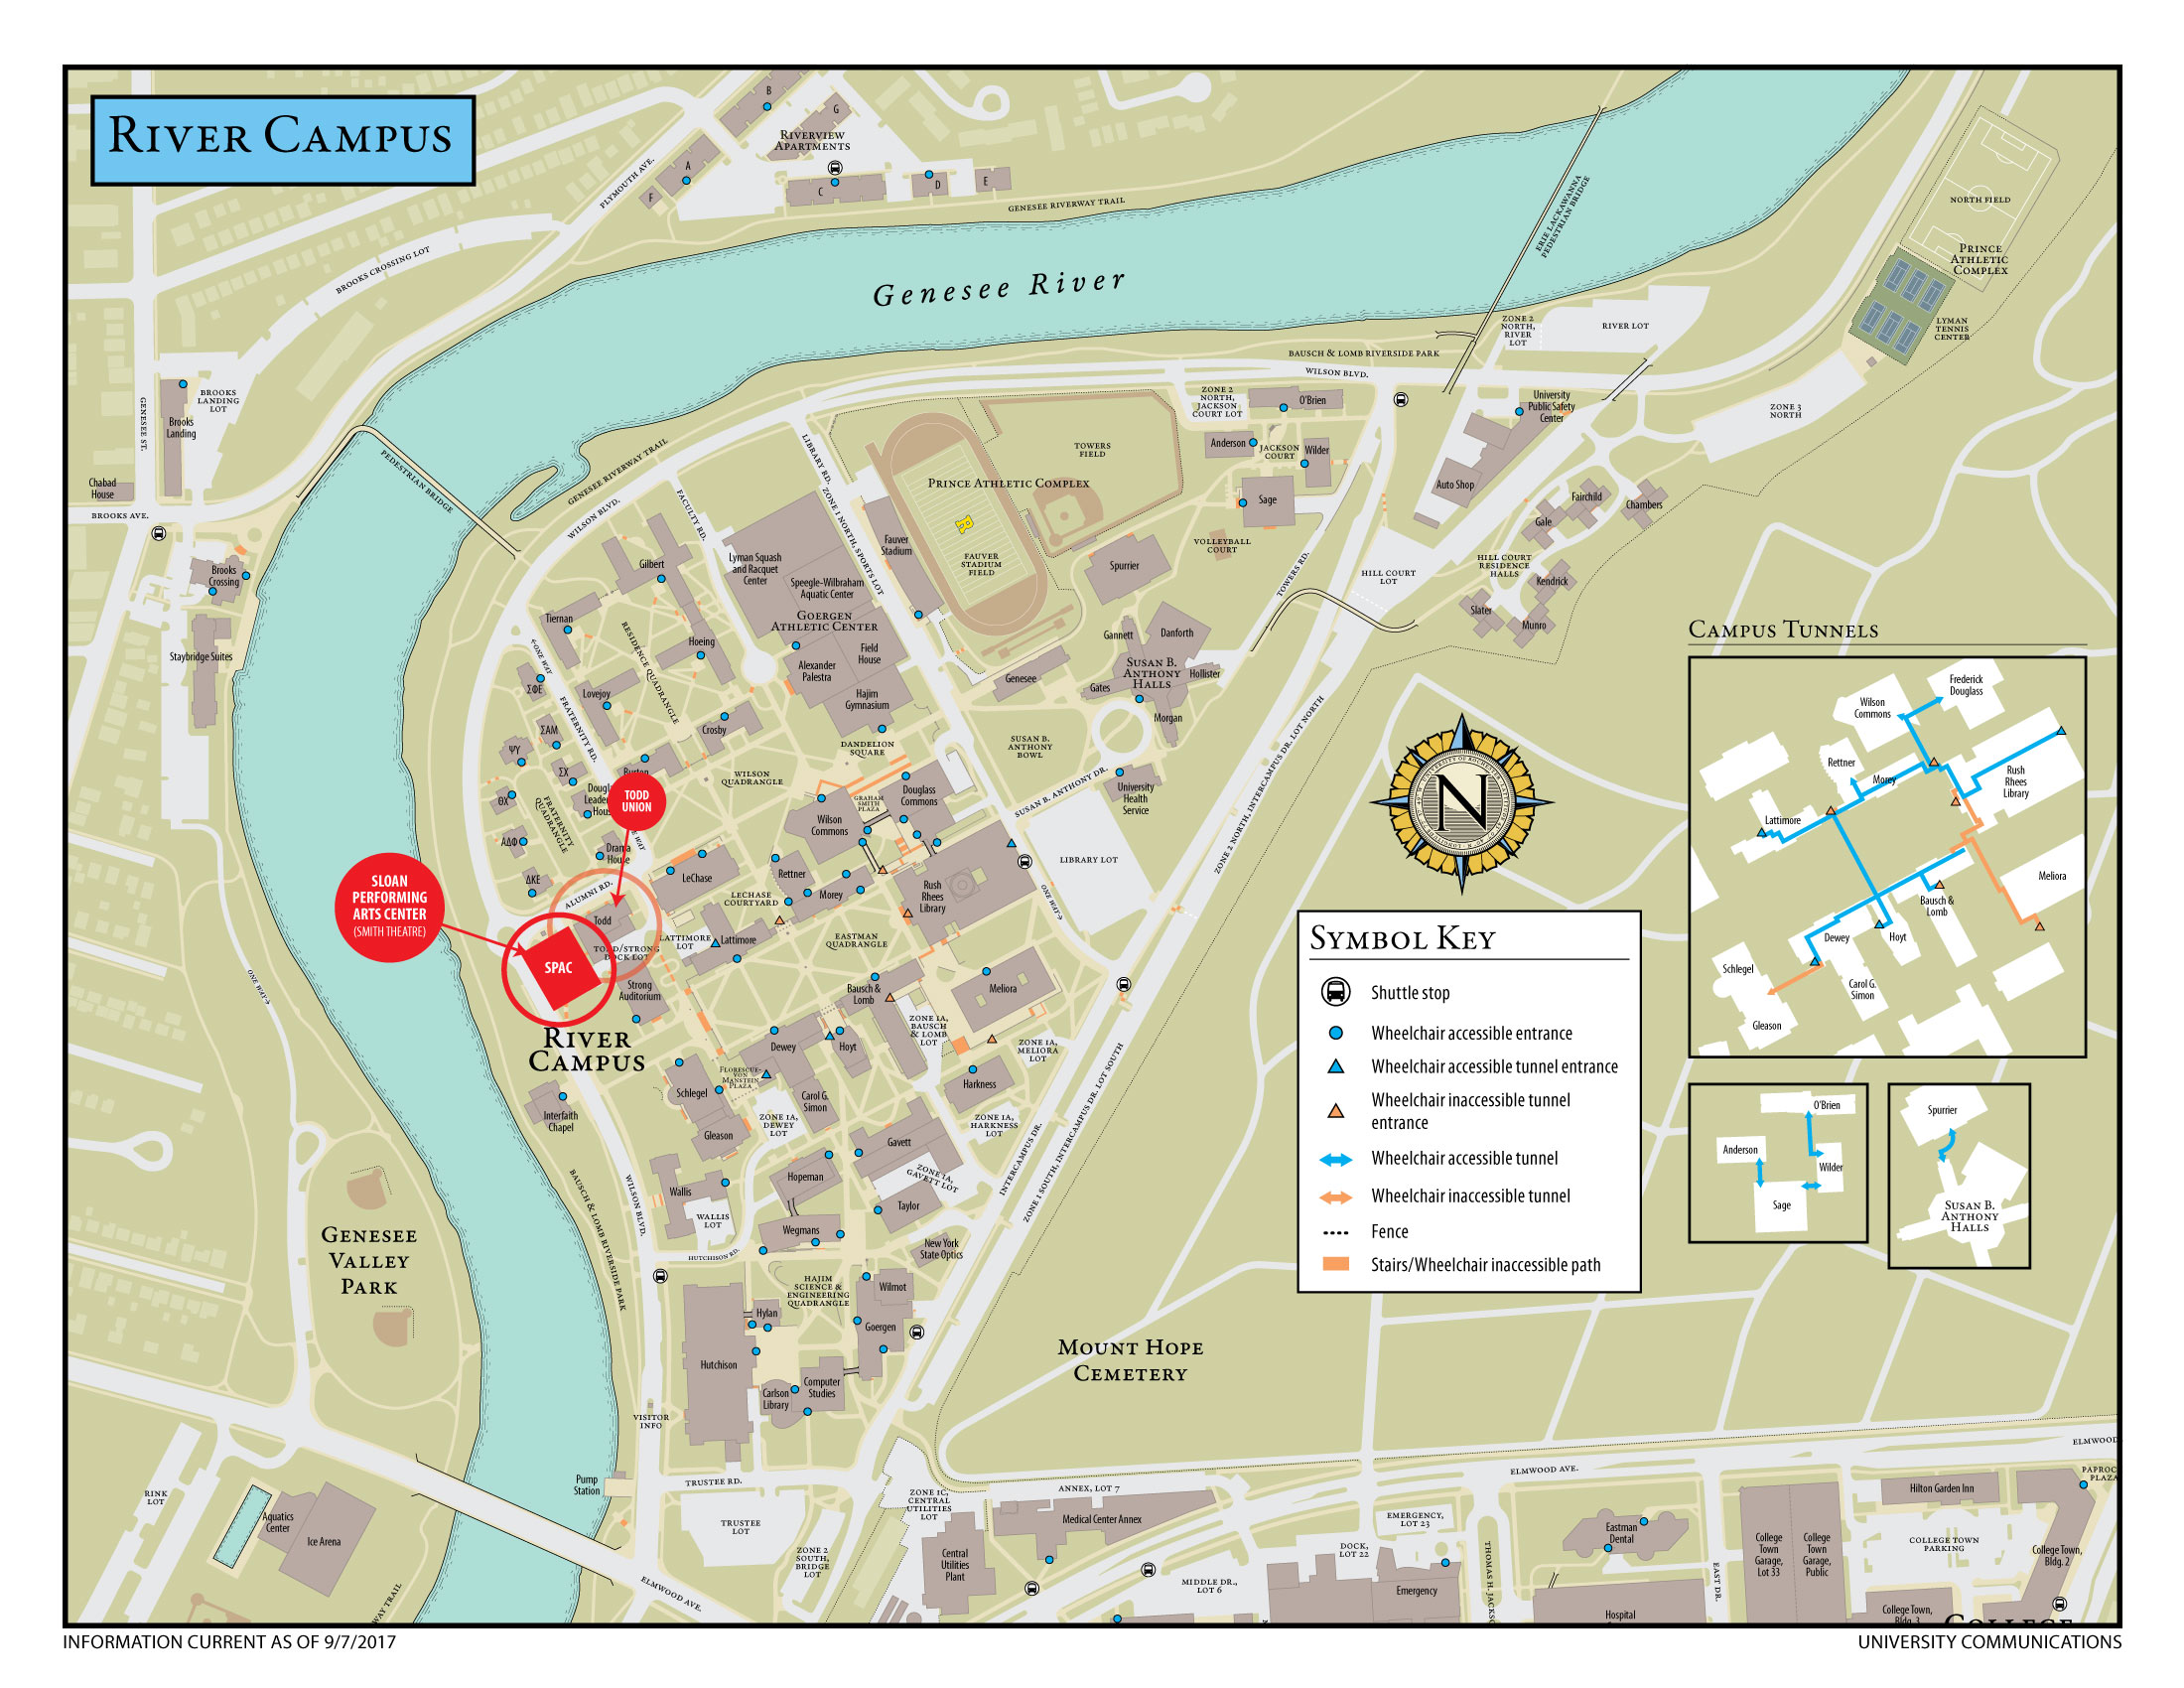 River Campus
B
G
Riverview
Apartments
A
F
C
D
E
Plymouth Ave.
Genesee Riverway Trail
Brooks Crossing Lot
Genesee River
Erie Lackawanna
Pedestrian Bridge
North Field
Prince
Athletic
Complex
Lyman
Tennis
Center
Zone 2
North,
River
Lot
River Lot
Bausch & Lomb Riverside Park
Wilson Blvd.
Zone 3
North
Genesee St.
Brooks
Landing
Lot
Brooks
Landing
Chabad
House
Brooks Ave.
Pedestrian Bridge
Genesee Riverway Trail
Wilson Blvd.
Brooks
Crossing
Staybridge Suites
Zone 2
North,
Jackson
Court Lot
O'Brien
Anderson
Jackson
Court
Wilder
Sage
Volleyball
Court
University
Public Safety
Center
Auto Shop
Fairchild
Chambers
Gale
Hill Court
Residence
Halls
Kendrick
Slater
Munro
Hill Court
Lot
Towers Rd.
Library Rd.
Zone 1 North, Sports Lot
Faculty Rd.
Towers
Field
Prince Athletic Complex
Fauver
Stadium
Fauver
Stadium
Field
Spurrier
Gilbert
Lyman Squash
and Racquet
Center
Speegle-Wilbraham
Aquatic Center
Goergen
Athletic Center
Field
House
Alexander
Palestra
Hajim
Gymnasium
Tiernan
Residence Quadrangle
Hoeing
Lovejoy
Crosby
←One Way
Fraternity Rd.
ΣΦΕ
ΣΑΜ
ΨΥ
ΣΧ
ΘΧ
ΑΔΦ
ΔΚΕ
Fraternity
Quadrangle
Burton
Dougl
Leader
Hous
Drama
House
Way
Todd
Union
Genesee
Gannett
Danforth
Susan B.
Anthony
Halls
Hollister
Gates
Morgan
Susan B.
Anthony
Bowl
Susan B. Anthony Dr.
University
Health
Service
Dandelion
Square
Wilson
Quadrangle
Graham
Smith
Plaza
Douglass
Commons
Wilson
Commons
Library Lot
One Way→
Zone 2 North, Intercampus Dr. Lot North
LeChase
Rettner
LeChase
Courtyard
Morey
Rush
Rhees
Library
Eastman
Quadrangle
Alumni Rd.
Todd
Todd/Strong
Dock Lot
Lattimore
Lot
Lattimore
Sloan
Performing
Arts Center
(Smith Theatre)
SPAC
Strong
Auditorium
River
Campus
One Way→
Bausch &
Lomb
Meliora
Zone 1A,
Bausch
& Lomb
Lot
Zone 1A,
Meliora
Lot
Dewey
Hoyt
Florescue-
von
Manstein
Plaza
Schlegel
Carol G.
Simon
Gleason
Zone 1A,
Dewey
Lot
Harkness
Zone 1A,
Harkness
Lot
Interfaith
Chapel
Gavett
Zone 1A,
Gavett Lot
Hopeman
Wallis
Wallis
Lot
Taylor
Wegmans
New York
State Optics
Hutchison Rd.
Intercampus Dr.
Zone 1 South, Intercampus Dr. Lot South
Bausch & Lomb Riverside Park
Wilson Blvd.
Genesee
Valley
Park
Hajim
Science &
Engineering
Quadrangle
Wilmot
Hylan
Goergen
Hutchison
Computer
Studies
Carlson
Library
Visitor
Info
Mount Hope
Cemetery
N
Symbol Key
Shuttle stop
Wheelchair accessible entrance
Wheelchair accessible tunnel entrance
Wheelchair inaccessible tunnel
entrance
Wheelchair accessible tunnel
Wheelchair inaccessible tunnel
Fence
Stairs/Wheelchair inaccessible path
Campus Tunnels
Frederick
Douglass
Wilson
Commons
Rettner
Morey
Rush
Rhees
Library
Lattimore
Meliora
Bausch &
Lomb
Dewey
Hoyt
Schlegel
Carol G.
Simon
Gleason
O'Brien
Anderson
Wilder
Sage
Spurrier
Susan B.
Anthony
Halls
Rink
Lot
Aquatics
Center
Ice Arena
way Trail
Pump
Station
Trustee Rd.
Trustee
Lot
Elmwood Ave.
Zone 2
South,
Bridge
Lot
Zone 1C,
Central
Utilities
Lot
Central
Utilities
Plant
Annex, Lot 7
Medical Center Annex
Middle Dr.,
Lot 6
Elmwood Ave.
Elmwood
Emergency,
Lot 23
Dock,
Lot 22
Emergency
Thomas H. Jackso
Eastman
Dental
Hospital
East Dr.
College
Town
Garage,
Lot 33
College
Town
Garage,
Public
Hilton Garden Inn
Paproc
Plaza
College Town
Parking
College Town,
Bldg. 2
College Town,
Bldg. 3
College
INFORMATION CURRENT AS OF 9/7/2017
UNIVERSITY COMMUNICATIONS